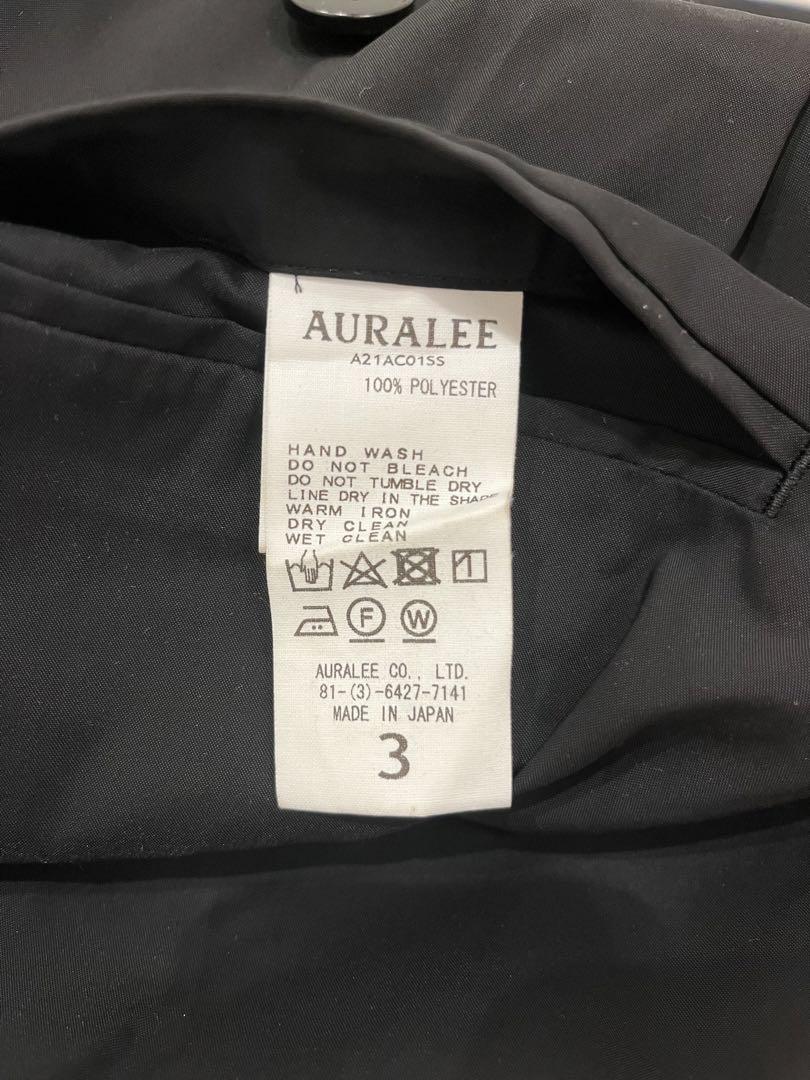 AURALEE
A21AC01SS
100% POLYESTER
HAND WASH
DO NOT BLEACH
DO NOT TUMBLE DRY
LINE DRY IN THE SHADE
WARM IRON
DRY CLEAN
WET CLEAN
F W
AURALEE CO., LTD.
81-(3)-6427-7141
MADE IN JAPAN
3